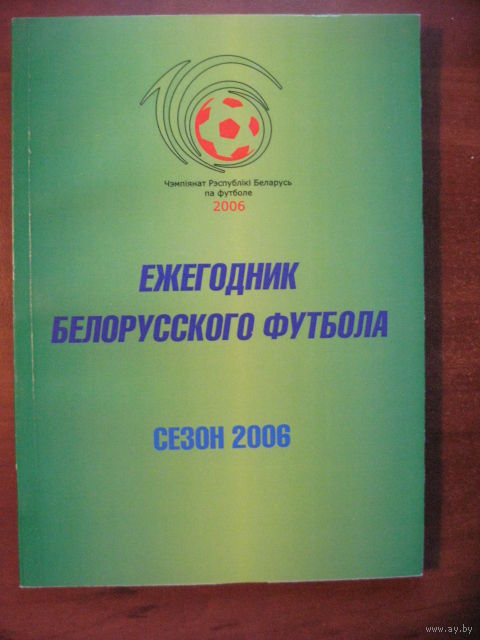 Чэмпіянат Рэспублікі Беларусь
па футболе
2006
ЕЖЕГОДНИК
БЕЛОРУССКОГО ФУТБОЛА
СЕЗОН 2006
www.ay.by